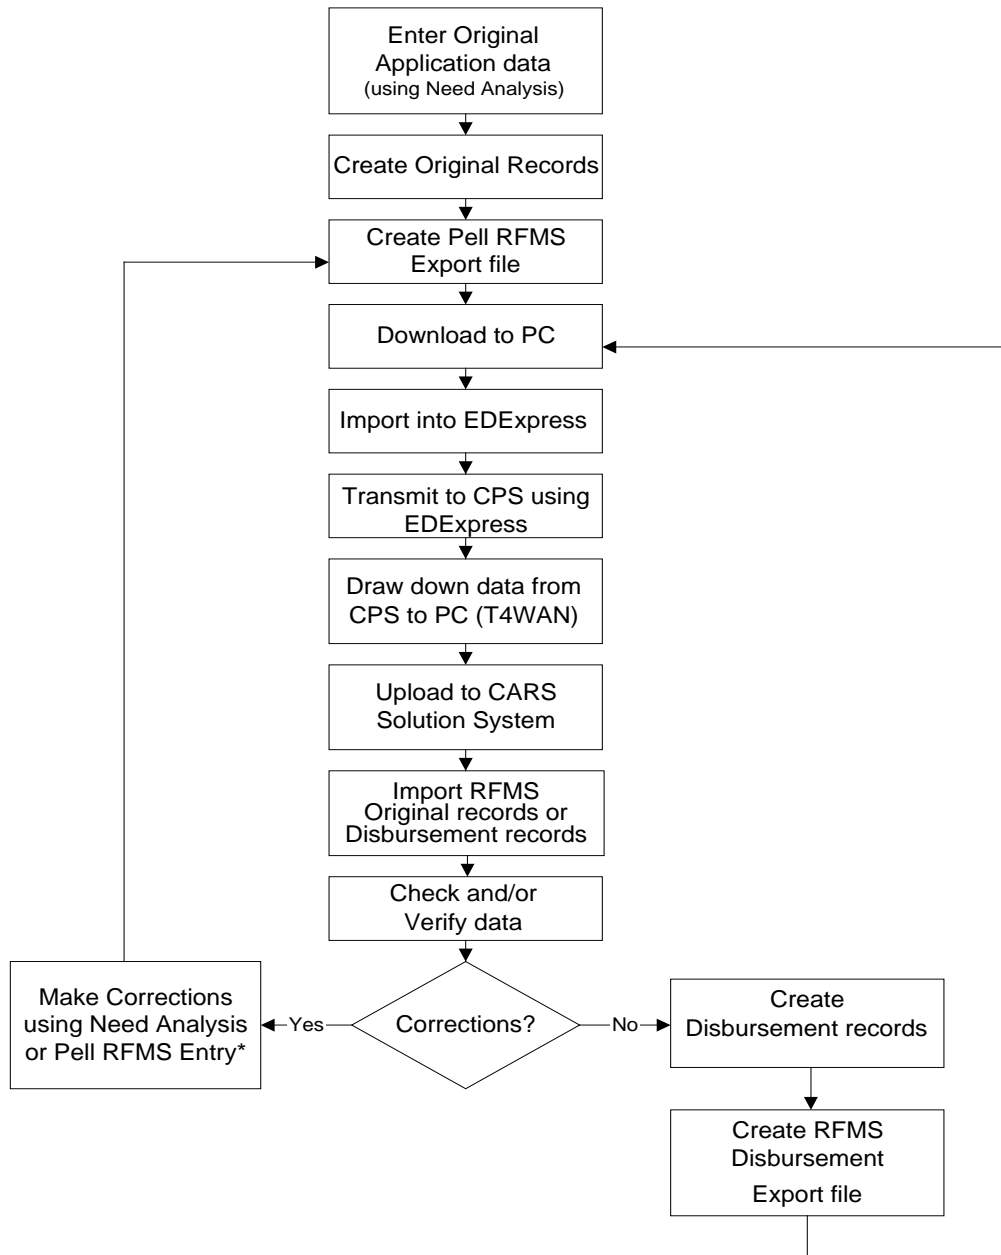 Enter Original
Application data
(using Need Analysis)
Create Original Records
Create Pell RFMS
Export file
Download to PC
Import into EDExpress
Transmit to CPS using
EDExpress
Draw down data from
CPS to PC (T4WAN)
Upload to CARS
Solution System
Import RFMS
Original records or
Disbursement records
Check and/or
Verify data
Corrections?
Yes
Make Corrections
using Need Analysis
or Pell RFMS Entry*
No
Create
Disbursement records
Create RFMS
Disbursement
Export file